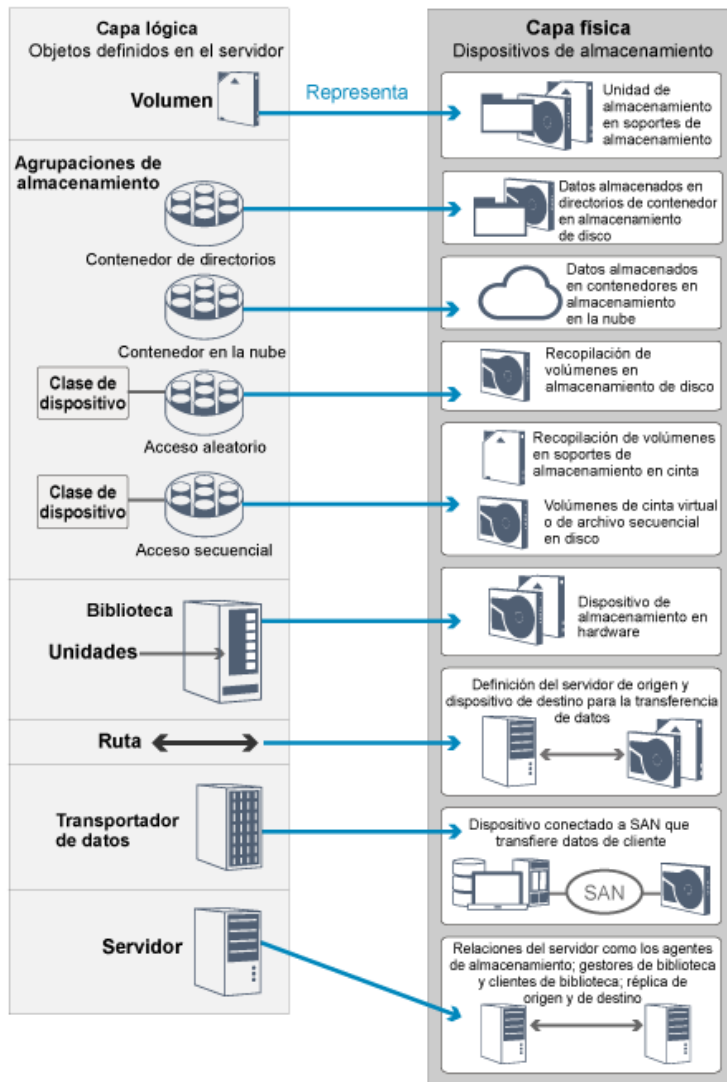 Capa lógica
Objetos definidos en el servidor
Volumen
Representa
Capa física
Dispositivos de almacenamiento
Unidad de
almacenamiento
en soportes de
almacenamiento
Agrupaciones de
almacenamiento
Contenedor de directorios
Datos almacenados en
directorios de contenedor
en almacenamiento
de disco
Contenedor en la nube
Datos almacenados
en contenedores en
almacenamiento
en la nube
Clase de
dispositivo
Acceso aleatorio
Recopilación de
volúmenes en
almacenamiento de disco
Clase de
dispositivo
Acceso secuencial
Recopilación de volúmenes
en soportes de
almacenamiento en cinta
Volúmenes de cinta virtual
o de archivo secuencial
en disco
Biblioteca
Unidades
Dispositivo de
almacenamiento en
hardware
Ruta
Definición del servidor de origen y
dispositivo de destino para la transferencia
de datos
Transportador
de datos
Dispositivo conectado a SAN que
transfiere datos de cliente
SAN
Servidor
Relaciones del servidor como los agentes
de almacenamiento; gestores de biblioteca
y clientes de biblioteca; réplica de
origen y de destino